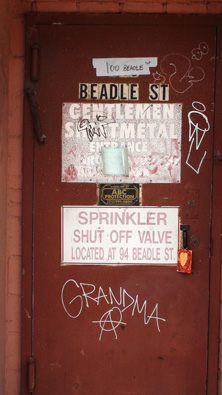 100 BEADLE
BEADLE ST
GENTLEMEN
SHEETMETAL
ENTRANCE
ABC
PROTECTION
SPRINKLER
SHUT OFF VALVE
LOCATED AT 94 BEADLE ST.
GRANDMA